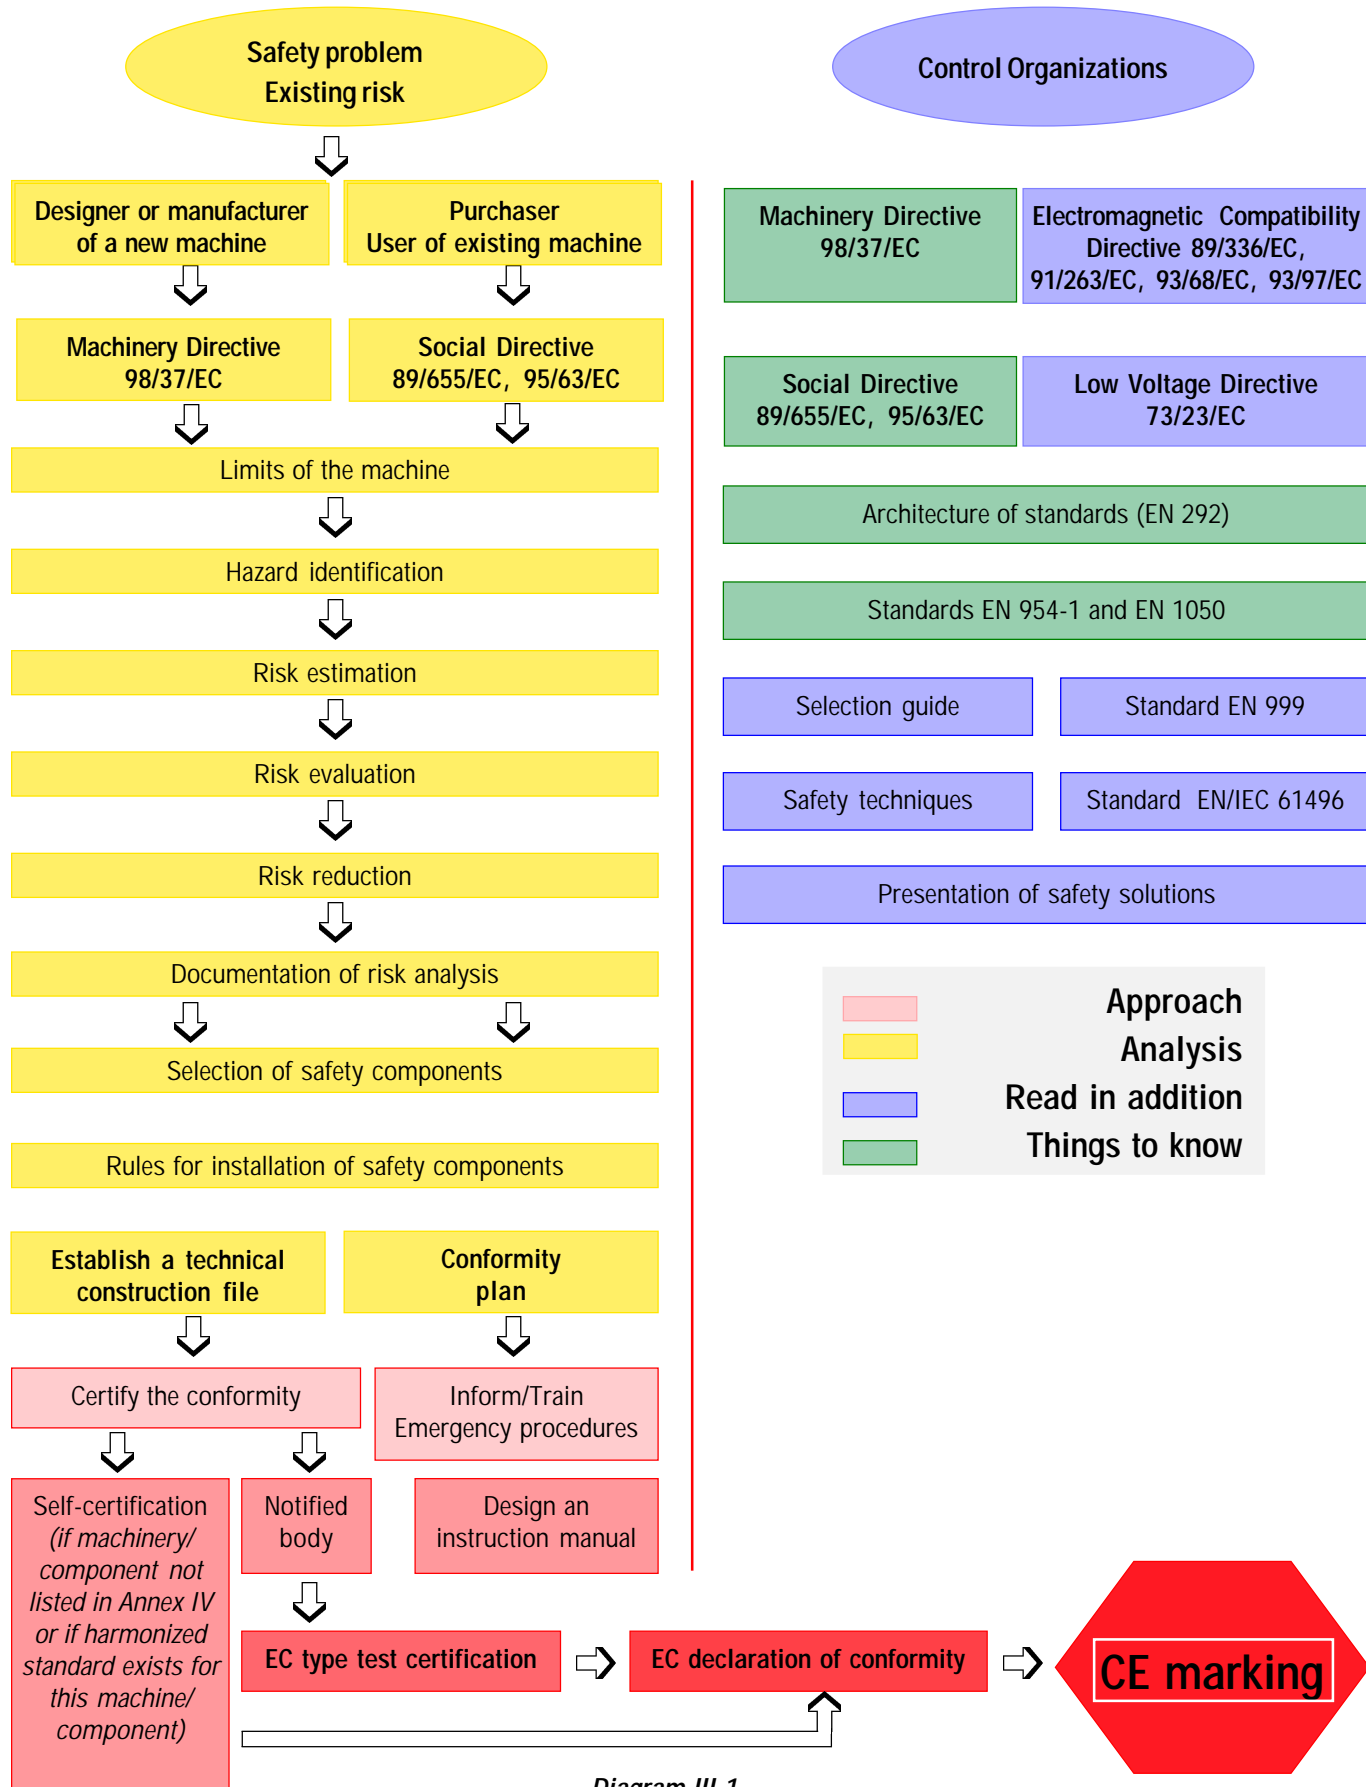 Safety problem
Existing risk
Designer or manufacturer
of a new machine
Purchaser
User of existing machine
Machinery Directive
98/37/EC
Social Directive
89/655/EC, 95/63/EC
Limits of the machine
Hazard identification
Risk estimation
Risk evaluation
Risk reduction
Documentation of risk analysis
Selection of safety components
Rules for installation of safety components
Establish a technical
construction file
Conformity
plan
Certify the conformity
Inform/Train
Emergency procedures
Self-certification
(if machinery/
component not
listed in Annex IV
or if harmonized
standard exists for
this machine/
component)
Notified
body
Design an
instruction manual
EC type test certification
EC declaration of conformity
CE marking
Control Organizations
Machinery Directive
98/37/EC
Electromagnetic Compatibility
Directive 89/336/EC,
91/263/EC, 93/68/EC, 93/97/EC
Social Directive
89/655/EC, 95/63/EC
Low Voltage Directive
73/23/EC
Architecture of standards (EN 292)
Standards EN 954-1 and EN 1050
Selection guide
Standard EN 999
Safety techniques
Standard EN/IEC 61496
Presentation of safety solutions
Approach
Analysis
Read in addition
Things to know
Diagram III-1